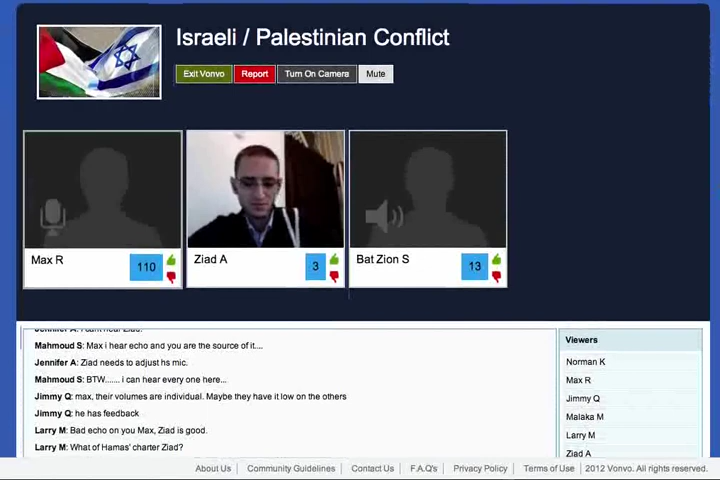 Israeli / Palestinian Conflict
Exit Vonvo Report Turn On Camera Mute
Max R 110
Ziad A 3
Bat Zion S 13
Jennifer A: I cant hear Ziad.
Mahmoud S: Max i hear echo and you are the source of it....
Jennifer A: Ziad needs to adjust hs mic.
Mahmoud S: BTW....... i can hear every one here...
Jimmy Q: max, their volumes are individual. Maybe they have it low on the others
Jimmy Q: he has feedback
Larry M: Bad echo on you Max, Ziad is good.
Larry M: What of Hamas' charter Ziad?
Viewers
Norman K
Max R
Jimmy Q
Malaka M
Larry M
Ziad A
About Us Community Guidelines Contact Us F.A.Q's Privacy Policy Terms of Use 2012 Vonvo. All rights reserved.